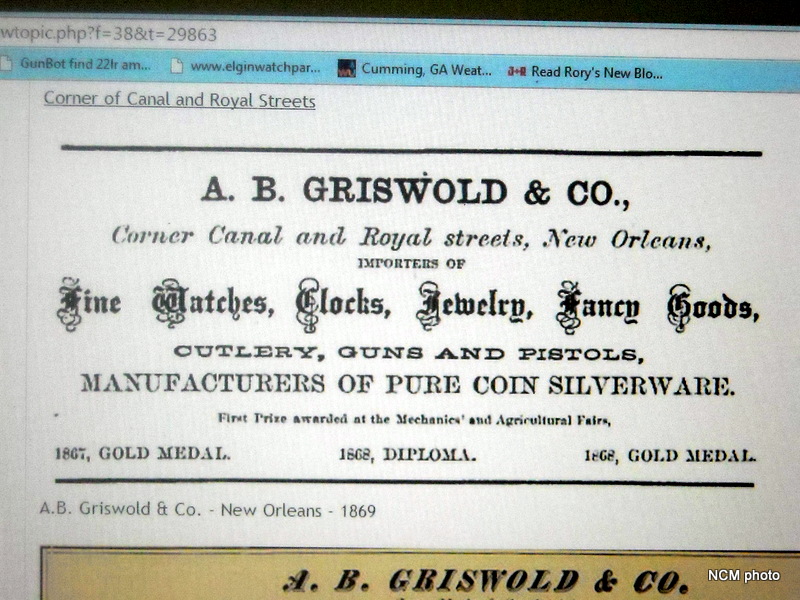 wtopic.php?f=38&t=29863
GunBot find 22lr am... www.elginwatchpar... Cumming, GA Weat... Read Rory's New Blo...
Corner of Canal and Royal Streets
A. B. GRISWOLD & CO.,
Corner Canal and Royal streets, New Orleans,
IMPORTERS OF
Fine Watches, Clocks, Jewelry, Fancy Goods,
CUTLERY, GUNS AND PISTOLS,
MANUFACTURERS OF PURE COIN SILVERWARE.
First Prize awarded at the Mechanics' and Agricultural Fairs,
1867, GOLD MEDAL. 1868, DIPLOMA. 1868, GOLD MEDAL.
A.B. Griswold & Co. - New Orleans - 1869
A. B. GRISWOLD & CO.
NCM photo